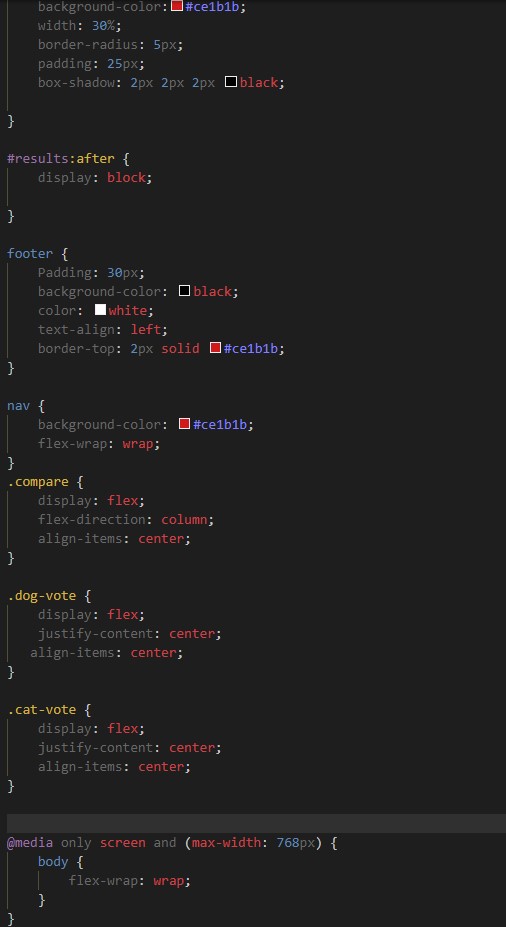 background-color:#ce1b1b;
width: 30%;
border-radius: 5px;
padding: 25px;
box-shadow: 2px 2px 2px black;
}
#results:after {
display: block;
}
footer {
Padding: 30px;
background-color: black;
color: white;
text-align: left;
border-top: 2px solid #ce1b1b;
}
nav {
background-color: #ce1b1b;
flex-wrap: wrap;
}
.compare {
display: flex;
flex-direction: column;
align-items: center;
}
.dog-vote {
display: flex;
justify-content: center;
align-items: center;
}
.cat-vote {
display: flex;
justify-content: center;
align-items: center;
}
@media only screen and (max-width: 768px) {
body {
flex-wrap: wrap;
}
}